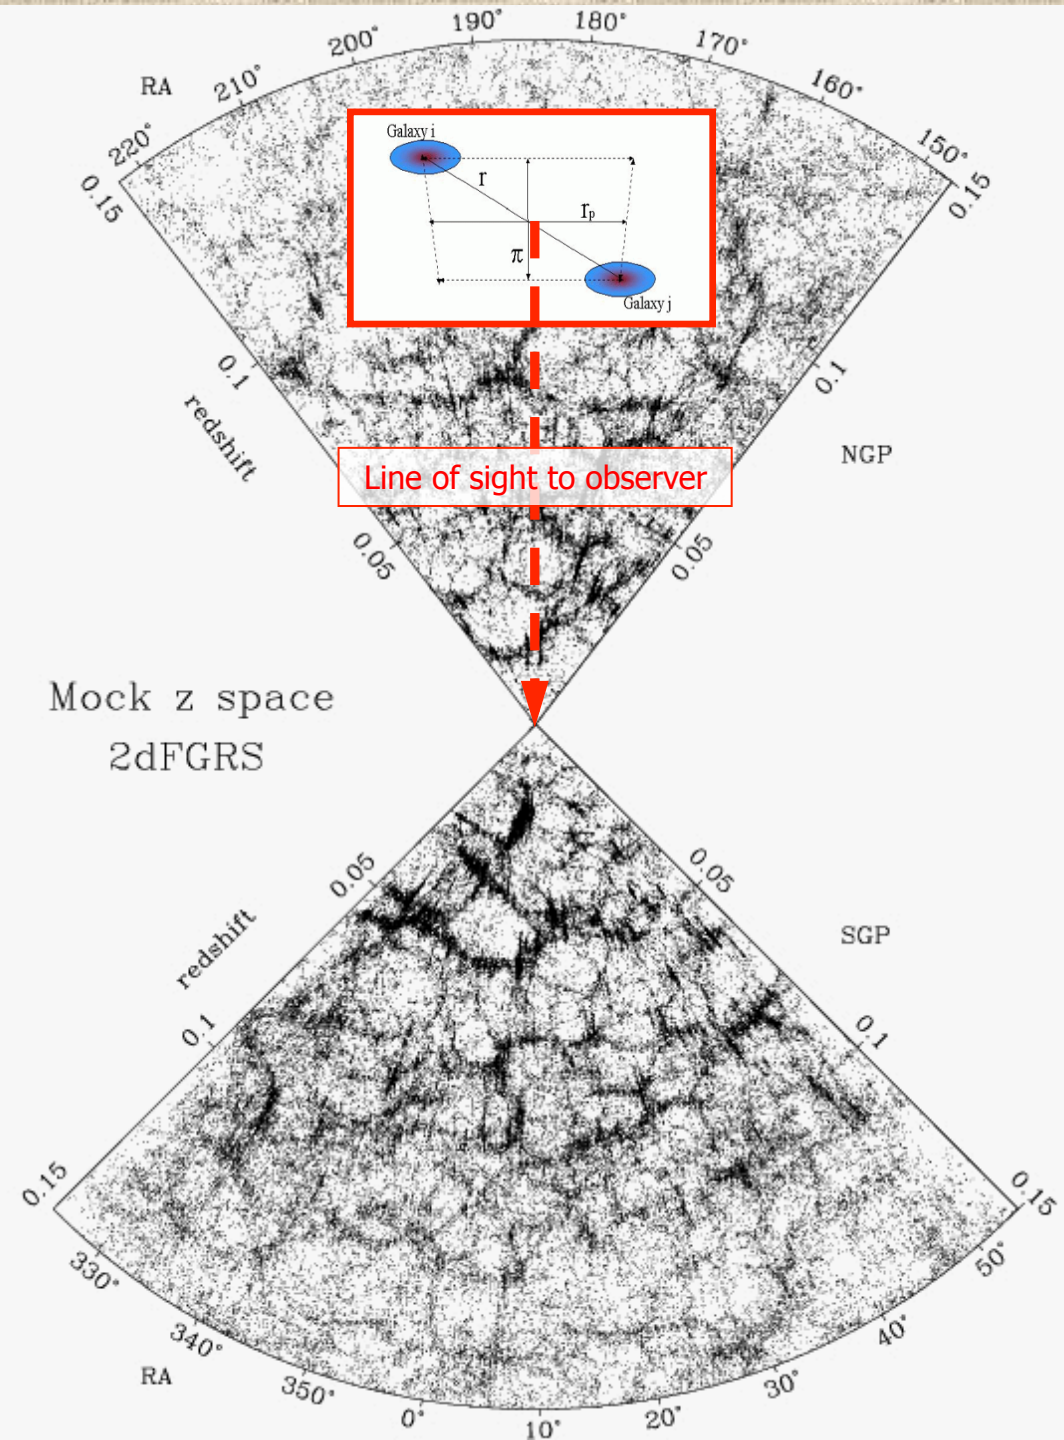 190°
180°
200°
170°
RA
210°
160°
220°
150°
0.15
0.15
Galaxy i
r
rₚ
π
Galaxy j
0.1
0.1
redshift
NGP
Line of sight to observer
0.05
0.05
Mock z space
2dFGRS
0.05
0.05
redshift
SGP
0.1
0.1
0.15
0.15
330°
50°
340°
40°
RA
350°
30°
0°
20°
10°